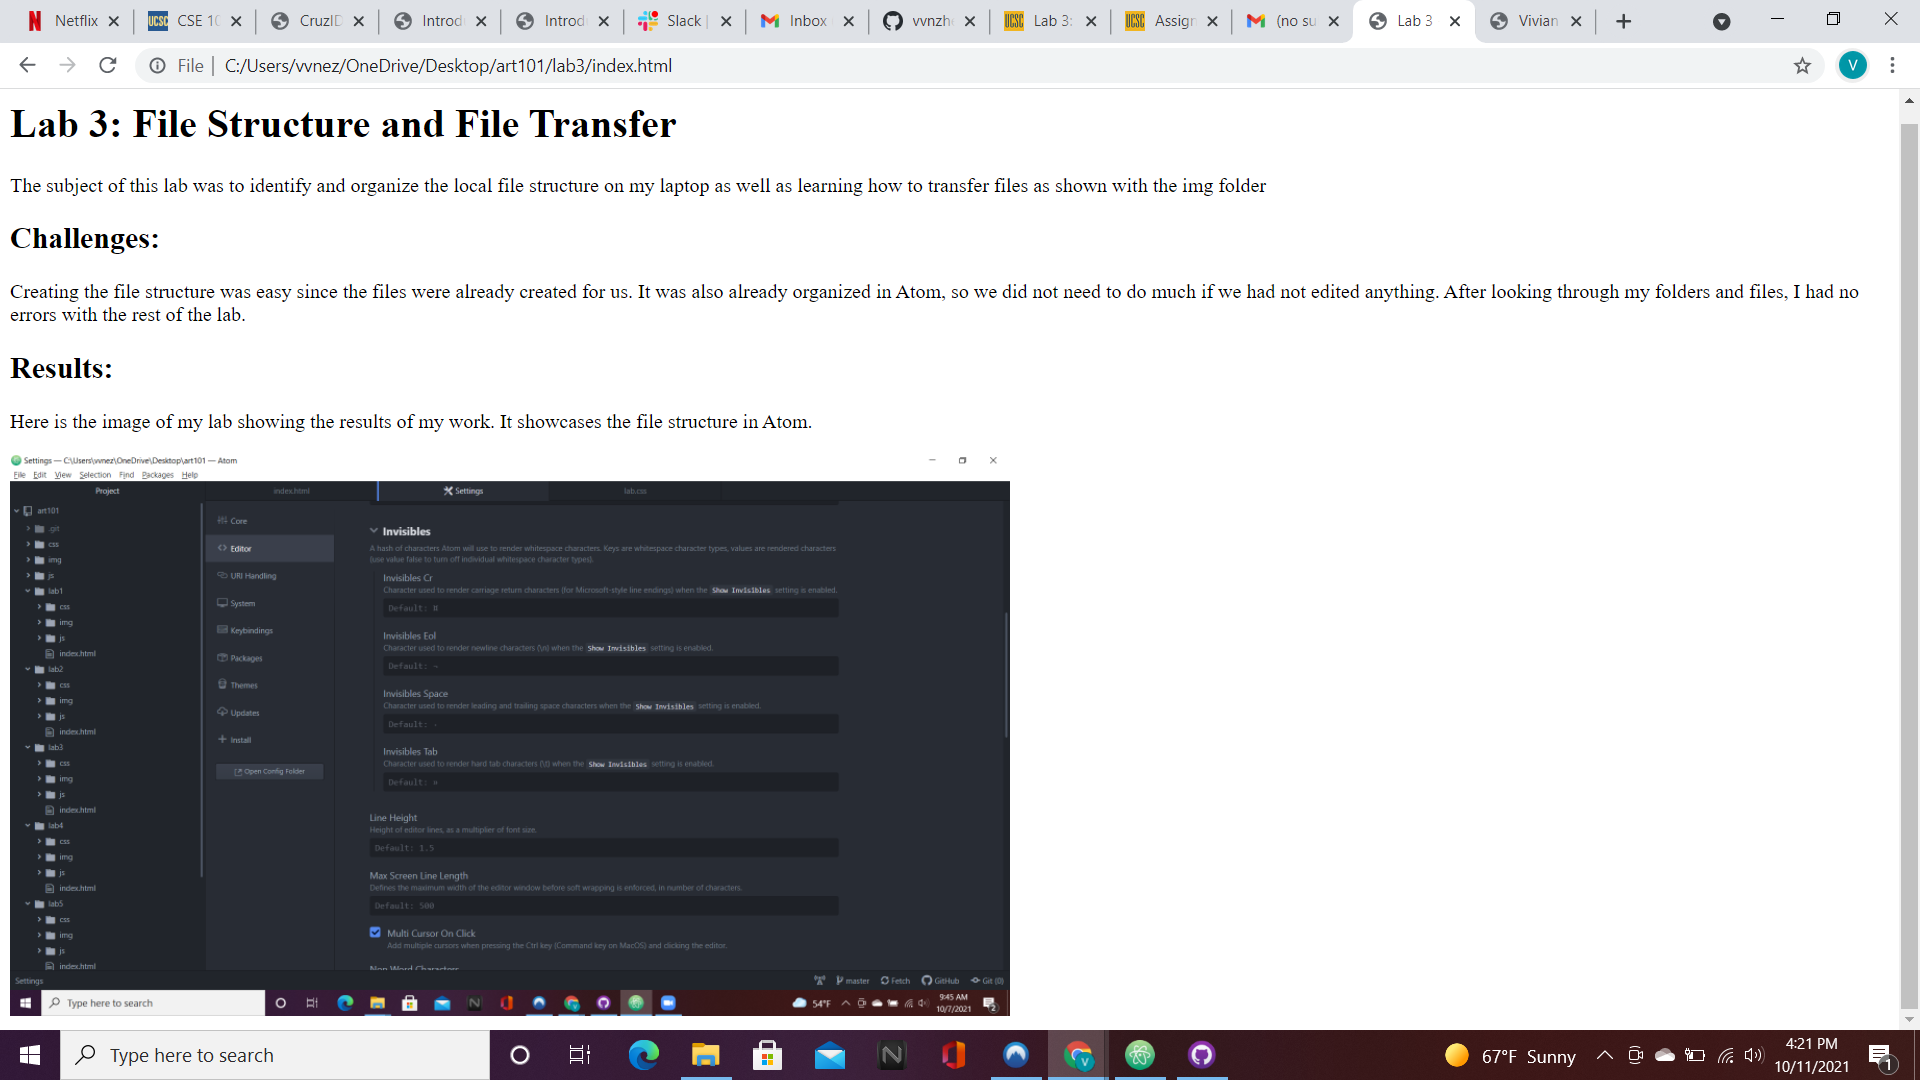 Netflix
CSE 10
CruzID
Introd
Introd
Slack |
Inbox
vvnzh
Lab 3:
Assign
(no su
Lab 3
Vivian
File
C:/Users/vvnez/OneDrive/Desktop/art101/lab3/index.html
V
Lab 3: File Structure and File Transfer
The subject of this lab was to identify and organize the local file structure on my laptop as well as learning how to transfer files as shown with the img folder
Challenges:
Creating the file structure was easy since the files were already created for us. It was also already organized in Atom, so we did not need to do much if we had not edited anything. After looking through my folders and files, I had no
errors with the rest of the lab.
Results:
Here is the image of my lab showing the results of my work. It showcases the file structure in Atom.
Settings — C:\Users\vvnez\OneDrive\Desktop\art101 — Atom
File Edit View Selection Find Packages Help
Project
index.html
Settings
lab.css
art101
.git
css
img
js
lab1
css
img
js
index.html
lab2
css
img
js
index.html
lab3
css
img
js
index.html
lab4
css
img
js
index.html
lab5
css
img
js
index.html
Core
Editor
URI Handling
System
Keybindings
Packages
Themes
Updates
Install
Open Config Folder
Invisibles
A hash of characters Atom will use to render whitespace characters. Keys are whitespace character types, values are rendered characters
(use value false to turn off individual whitespace character types).
Invisibles Cr
Character used to render carriage return characters (for Microsoft-style line endings) when the Show Invisibles setting is enabled.
Default: ¤
Invisibles Eol
Character used to render newline characters (\n) when the Show Invisibles setting is enabled.
Default: ¬
Invisibles Space
Character used to render leading and trailing space characters when the Show Invisibles setting is enabled.
Default: ·
Invisibles Tab
Character used to render hard tab characters (\t) when the Show Invisibles setting is enabled.
Default: »
Line Height
Height of editor lines, as a multiplier of font size.
Default: 1.5
Max Screen Line Length
Defines the maximum width of the editor window before soft wrapping is enforced, in number of characters.
Default: 500
Multi Cursor On Click
Add multiple cursors when pressing the Ctrl key (Command key on MacOS) and clicking the editor.
Non Word Characters
Settings
master
Fetch
GitHub
Git (0)
Type here to search
54°F
9:45 AM
10/7/2021
2
Type here to search
67°F Sunny
4:21 PM
10/11/2021
1